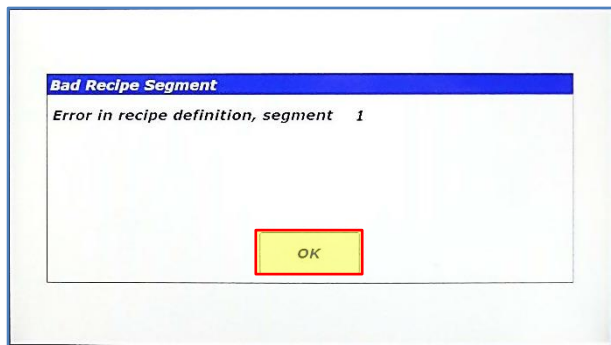 Bad Recipe Segment
Error in recipe definition, segment 1
OK